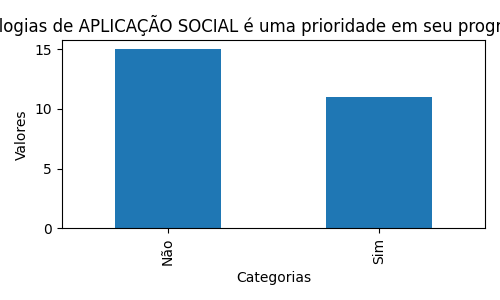 logias de APLICAÇÃO SOCIAL é uma prioridade em seu progr
15
10
5
0
Valores
Não
Sim
Categorias